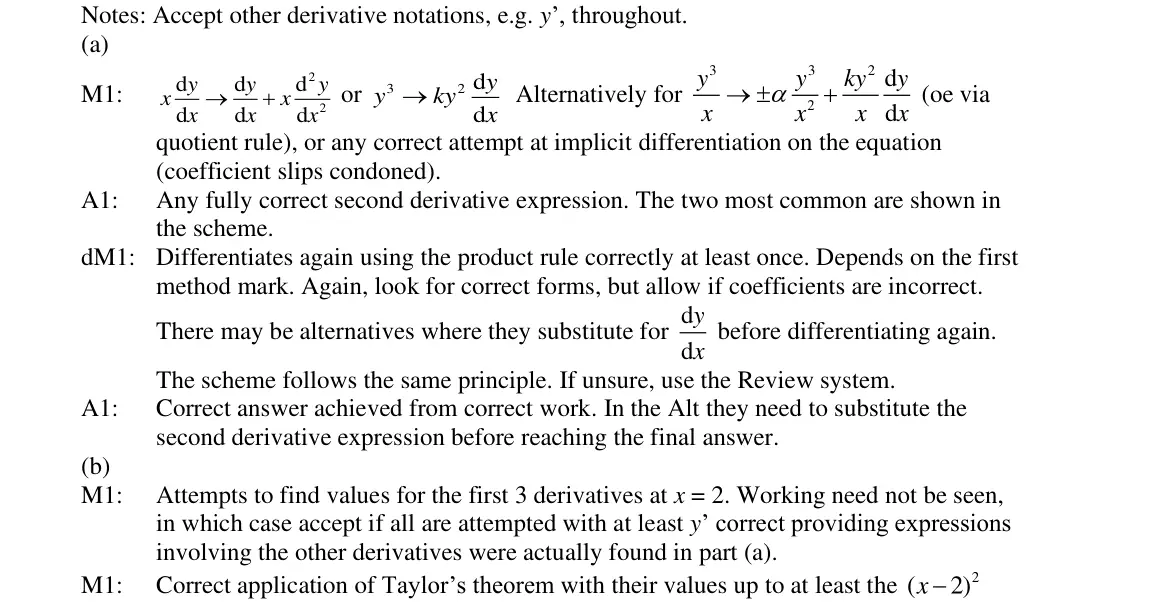 Notes: Accept other derivative notations, e.g. y’, throughout.
(a)
M1: x dy/dx → dy/dx + x d²y/dx² or y³ → ky² dy/dx Alternatively for y³/x → ±α y³/x² + ky²/x dy/dx (oe via
quotient rule), or any correct attempt at implicit differentiation on the equation
(coefficient slips condoned).
A1: Any fully correct second derivative expression. The two most common are shown in
the scheme.
dM1: Differentiates again using the product rule correctly at least once. Depends on the first
method mark. Again, look for correct forms, but allow if coefficients are incorrect.
There may be alternatives where they substitute for dy/dx before differentiating again.
The scheme follows the same principle. If unsure, use the Review system.
A1: Correct answer achieved from correct work. In the Alt they need to substitute the
second derivative expression before reaching the final answer.
(b)
M1: Attempts to find values for the first 3 derivatives at x = 2. Working need not be seen,
in which case accept if all are attempted with at least y’ correct providing expressions
involving the other derivatives were actually found in part (a).
M1: Correct application of Taylor’s theorem with their values up to at least the (x − 2)²